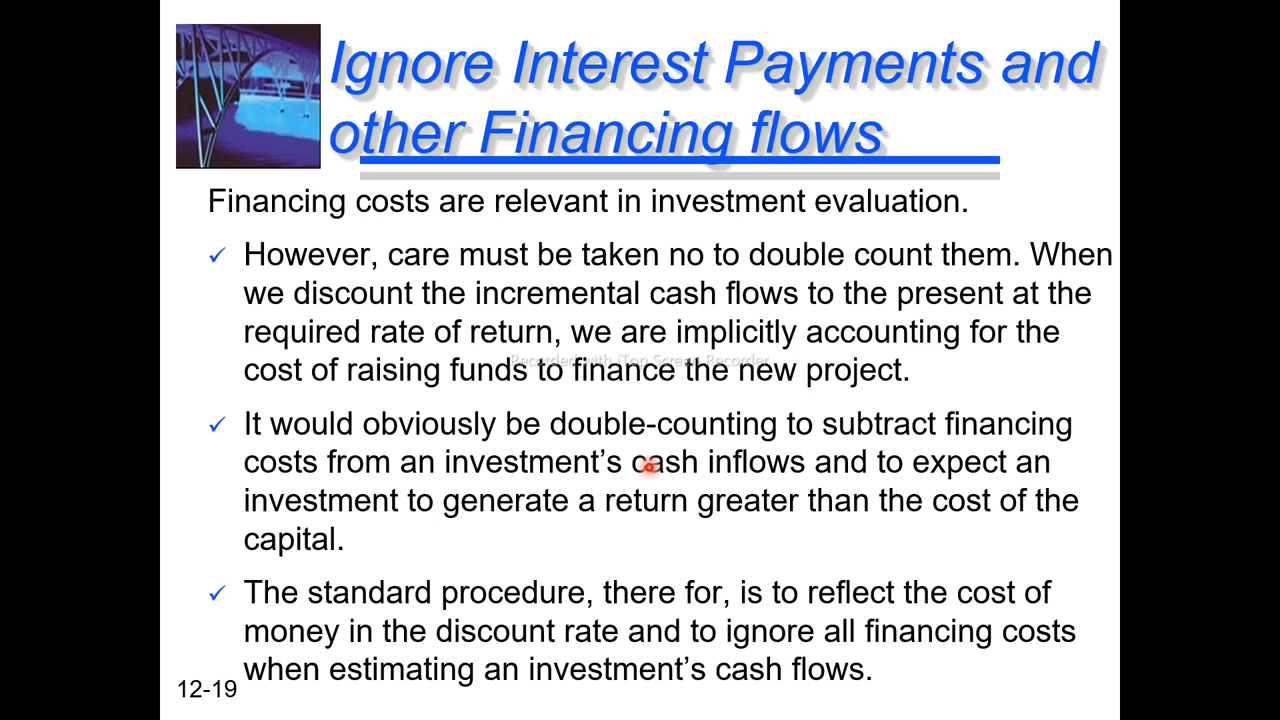 Ignore Interest Payments and
other Financing flows
Financing costs are relevant in investment evaluation.
However, care must be taken no to double count them. When
we discount the incremental cash flows to the present at the
required rate of return, we are implicitly accounting for the
Recorded with iTop Screen Recorder
cost of raising funds to finance the new project.
It would obviously be double-counting to subtract financing
costs from an investment’s cash inflows and to expect an
investment to generate a return greater than the cost of the
capital.
The standard procedure, there for, is to reflect the cost of
money in the discount rate and to ignore all financing costs
when estimating an investment’s cash flows.
12-19